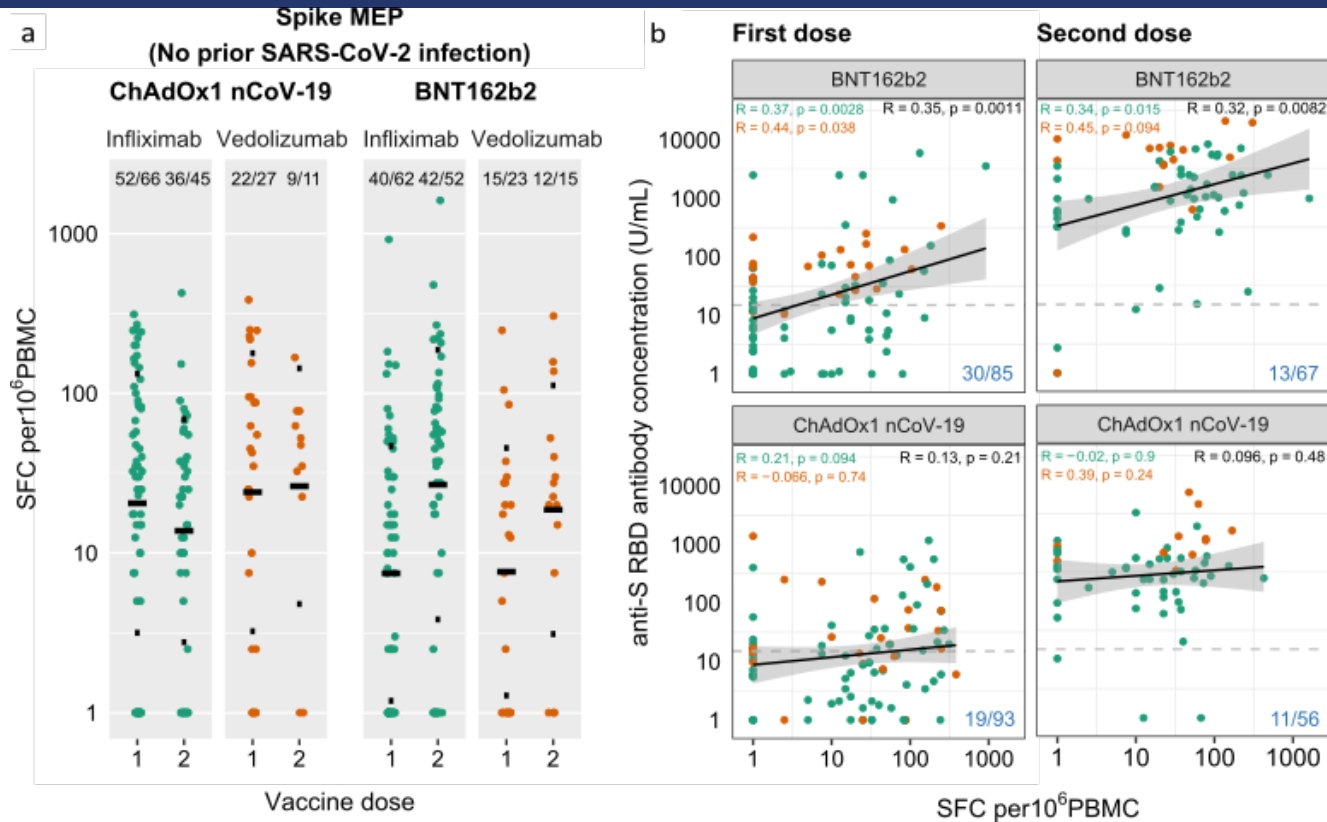 a
Spike MEP
(No prior SARS-CoV-2 infection)
ChAdOx1 nCoV-19 BNT162b2
Infliximab Vedolizumab Infliximab Vedolizumab
52/66 36/45 22/27 9/11 40/62 42/52 15/23 12/15
SFC per10⁶PBMC
1000
100
10
1
1 2 1 2 1 2 1 2
Vaccine dose
b
First dose Second dose
BNT162b2 BNT162b2
R = 0.37, p = 0.0028 R = 0.35, p = 0.0011
R = 0.44, p = 0.038
R = 0.34, p = 0.015 R = 0.32, p = 0.0082
R = 0.45, p = 0.094
anti-S RBD antibody concentration (U/mL)
10000
1000
100
10
1
30/85 13/67
ChAdOx1 nCoV-19 ChAdOx1 nCoV-19
R = 0.21, p = 0.094 R = 0.13, p = 0.21
R = −0.066, p = 0.74
R = −0.02, p = 0.9 R = 0.096, p = 0.48
R = 0.39, p = 0.24
10000
1000
100
10
1
19/93 11/56
1 10 100 1000 1 10 100 1000
SFC per10⁶PBMC